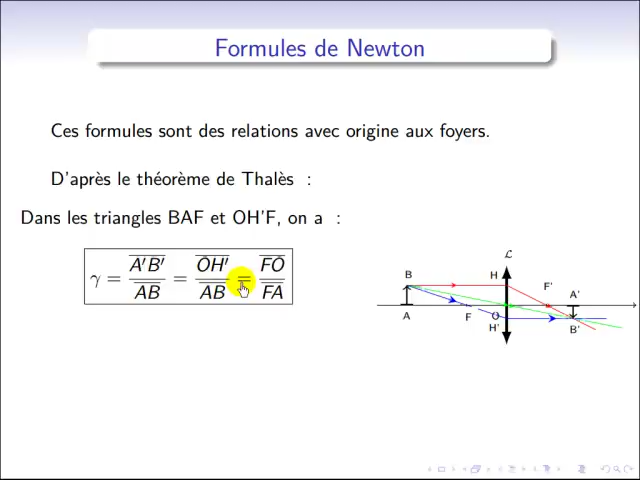 Formules de Newton
Ces formules sont des relations avec origine aux foyers.
D'après le théorème de Thalès :
Dans les triangles BAF et OH'F, on a :
γ = A'B' / AB = OH' / AB = FO / FA
ℒ
B H F' A'
A F O
H' B'